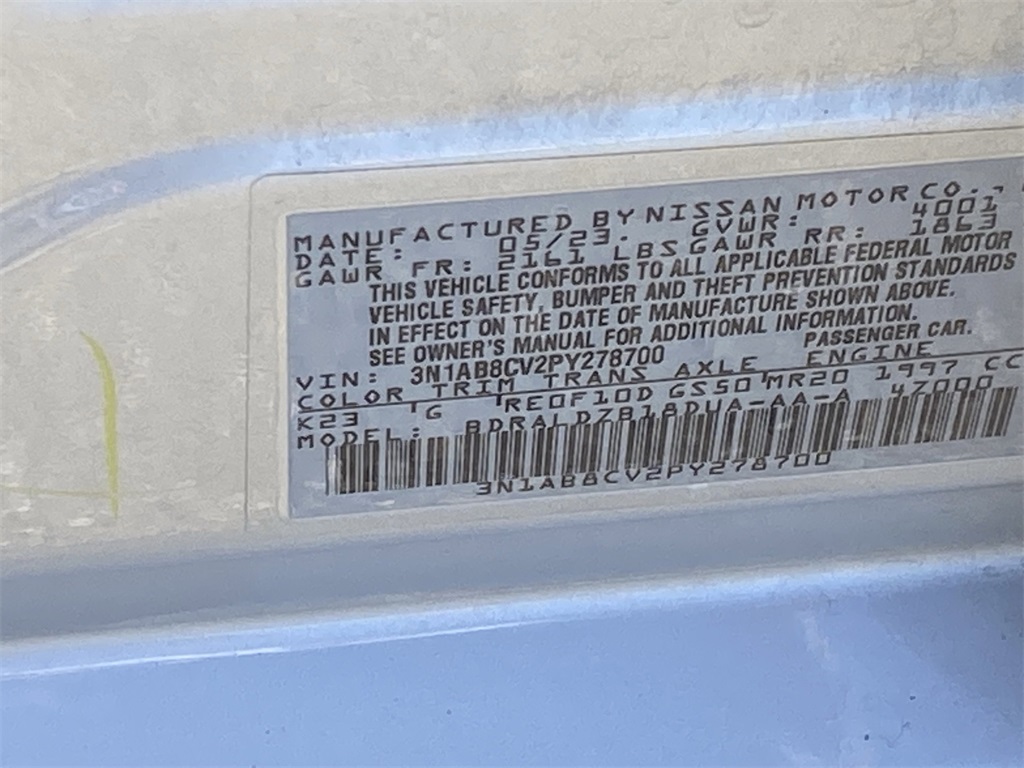 MANUFACTURED BY NISSAN MOTOR CO.,
DATE: 05/23. GVWR: 4001
GAWR FR: 2161 LBS GAWR RR: 1863
THIS VEHICLE CONFORMS TO ALL APPLICABLE FEDERAL MOTOR
VEHICLE SAFETY, BUMPER AND THEFT PREVENTION STANDARDS
IN EFFECT ON THE DATE OF MANUFACTURE SHOWN ABOVE.
SEE OWNER'S MANUAL FOR ADDITIONAL INFORMATION.
VIN: 3N1AB8CV2PY278700 PASSENGER CAR.
COLOR TRIM TRANS AXLE ENGINE
K23 G RE0F10D GS50 MR20 1997 CC
MODEL: BDRALDZB18DUA-AA-A 47000
3N1AB8CV2PY278700